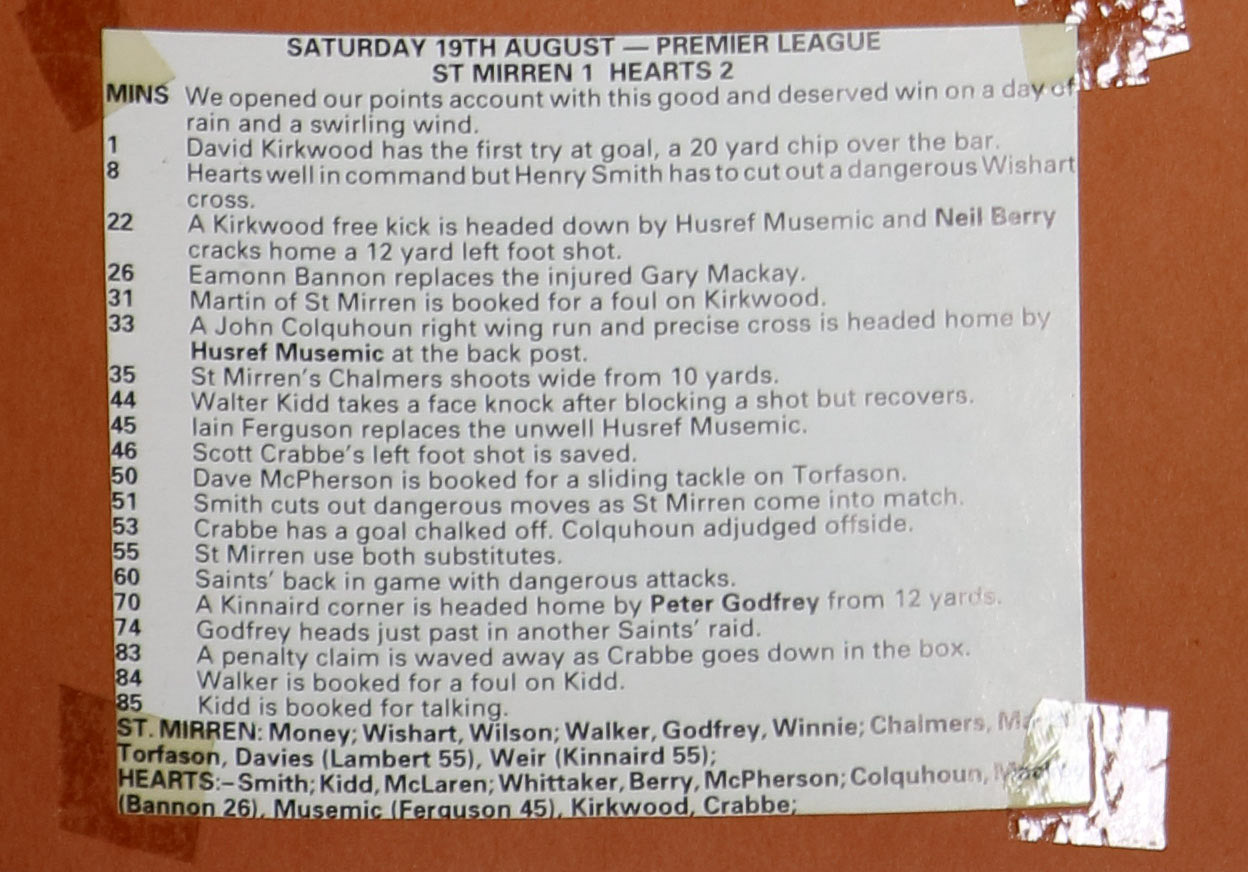 SATURDAY 19TH AUGUST — PREMIER LEAGUE
ST MIRREN 1 HEARTS 2
MINS We opened our points account with this good and deserved win on a day of
rain and a swirling wind.
1 David Kirkwood has the first try at goal, a 20 yard chip over the bar.
8 Hearts well in command but Henry Smith has to cut out a dangerous Wishart
cross.
22 A Kirkwood free kick is headed down by Husref Musemic and Neil Berry
cracks home a 12 yard left foot shot.
26 Eamonn Bannon replaces the injured Gary Mackay.
31 Martin of St Mirren is booked for a foul on Kirkwood.
33 A John Colquhoun right wing run and precise cross is headed home by
Husref Musemic at the back post.
35 St Mirren's Chalmers shoots wide from 10 yards.
44 Walter Kidd takes a face knock after blocking a shot but recovers.
45 Iain Ferguson replaces the unwell Husref Musemic.
46 Scott Crabbe's left foot shot is saved.
50 Dave McPherson is booked for a sliding tackle on Torfason.
51 Smith cuts out dangerous moves as St Mirren come into match.
53 Crabbe has a goal chalked off. Colquhoun adjudged offside.
55 St Mirren use both substitutes.
60 Saints' back in game with dangerous attacks.
70 A Kinnaird corner is headed home by Peter Godfrey from 12 yards.
74 Godfrey heads just past in another Saints' raid.
83 A penalty claim is waved away as Crabbe goes down in the box.
84 Walker is booked for a foul on Kidd.
85 Kidd is booked for talking.
ST. MIRREN: Money; Wishart, Wilson; Walker, Godfrey, Winnie; Chalmers,
Torfason, Davies (Lambert 55), Weir (Kinnaird 55);
HEARTS:–Smith; Kidd, McLaren; Whittaker, Berry, McPherson; Colquhoun,
(Bannon 26), Musemic (Ferguson 45), Kirkwood, Crabbe;